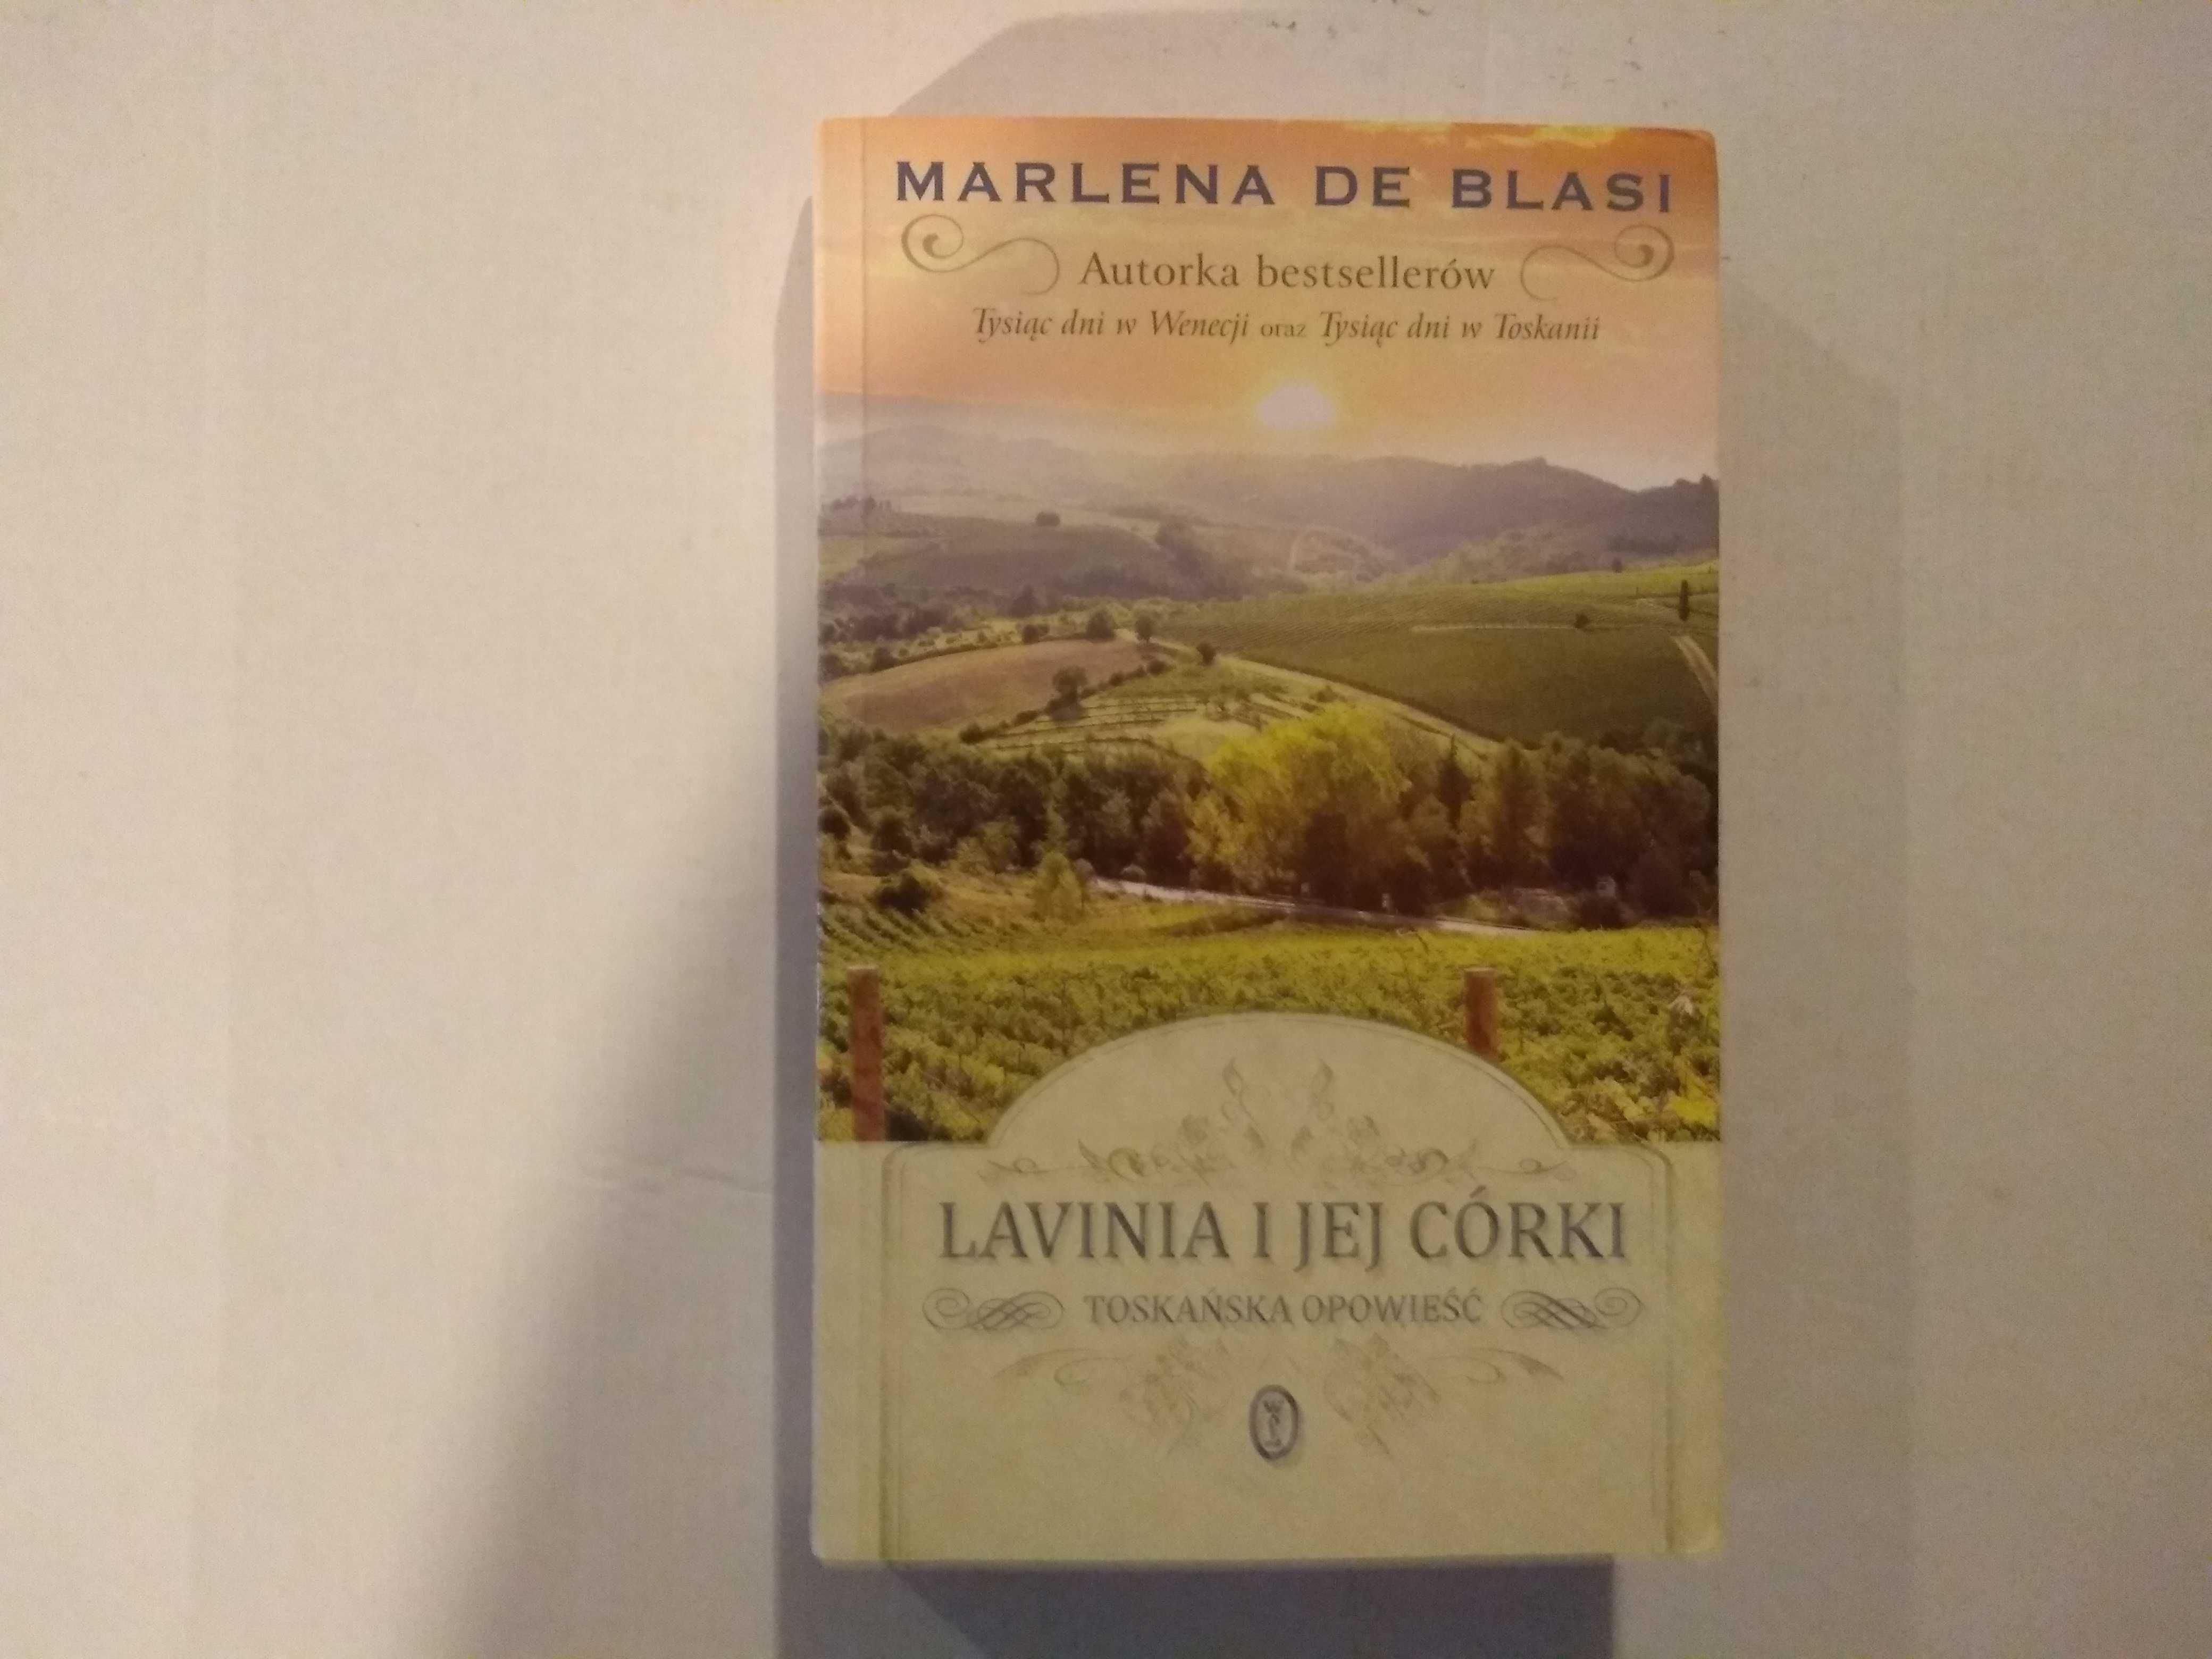 MARLENA DE BLASI
Autorka bestsellerów
Tysiąc dni w Wenecji oraz Tysiąc dni w Toskanii
LAVINIA I JEJ CÓRKI
TOSKAŃSKA OPOWIEŚĆ